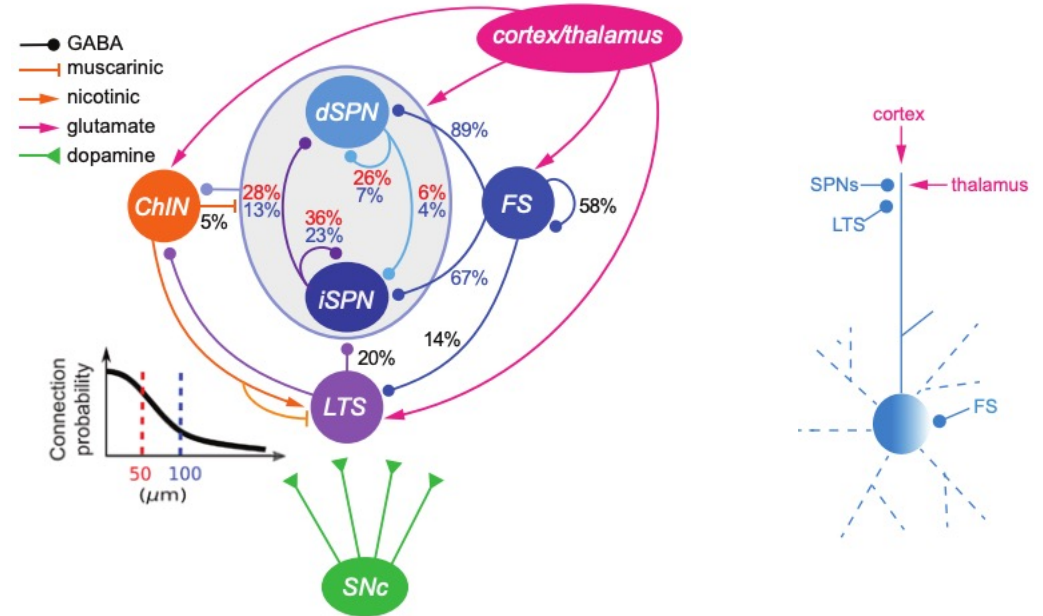 GABA
muscarinic
nicotinic
glutamate
dopamine
cortex/thalamus
dSPN
89%
26%
7%
28%
13%
6%
4%
ChIN
5%
FS
58%
36%
23%
iSPN
67%
14%
20%
LTS
Connection
probability
50
100
(μm)
SNc
cortex
SPNs
thalamus
LTS
FS